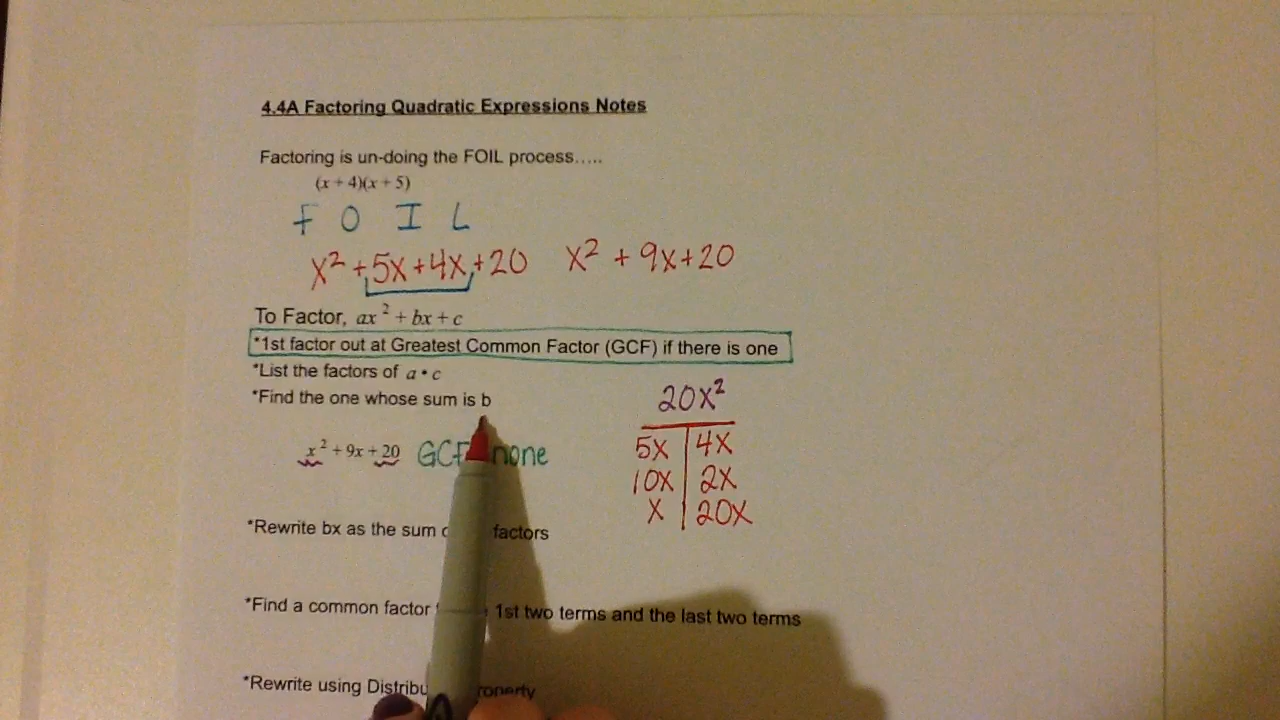 4.4A Factoring Quadratic Expressions Notes
Factoring is un-doing the FOIL process.....
(x + 4)(x + 5)
F O I L
x² + 5x + 4x + 20 x² + 9x + 20
To Factor, ax² + bx + c
*1st factor out at Greatest Common Factor (GCF) if there is one
*List the factors of a • c
*Find the one whose sum is b
20x²
5x 4x
x² + 9x + 20 GCF none
10x 2x
x 20x
*Rewrite bx as the sum factors
*Find a common factor 1st two terms and the last two terms
*Rewrite using